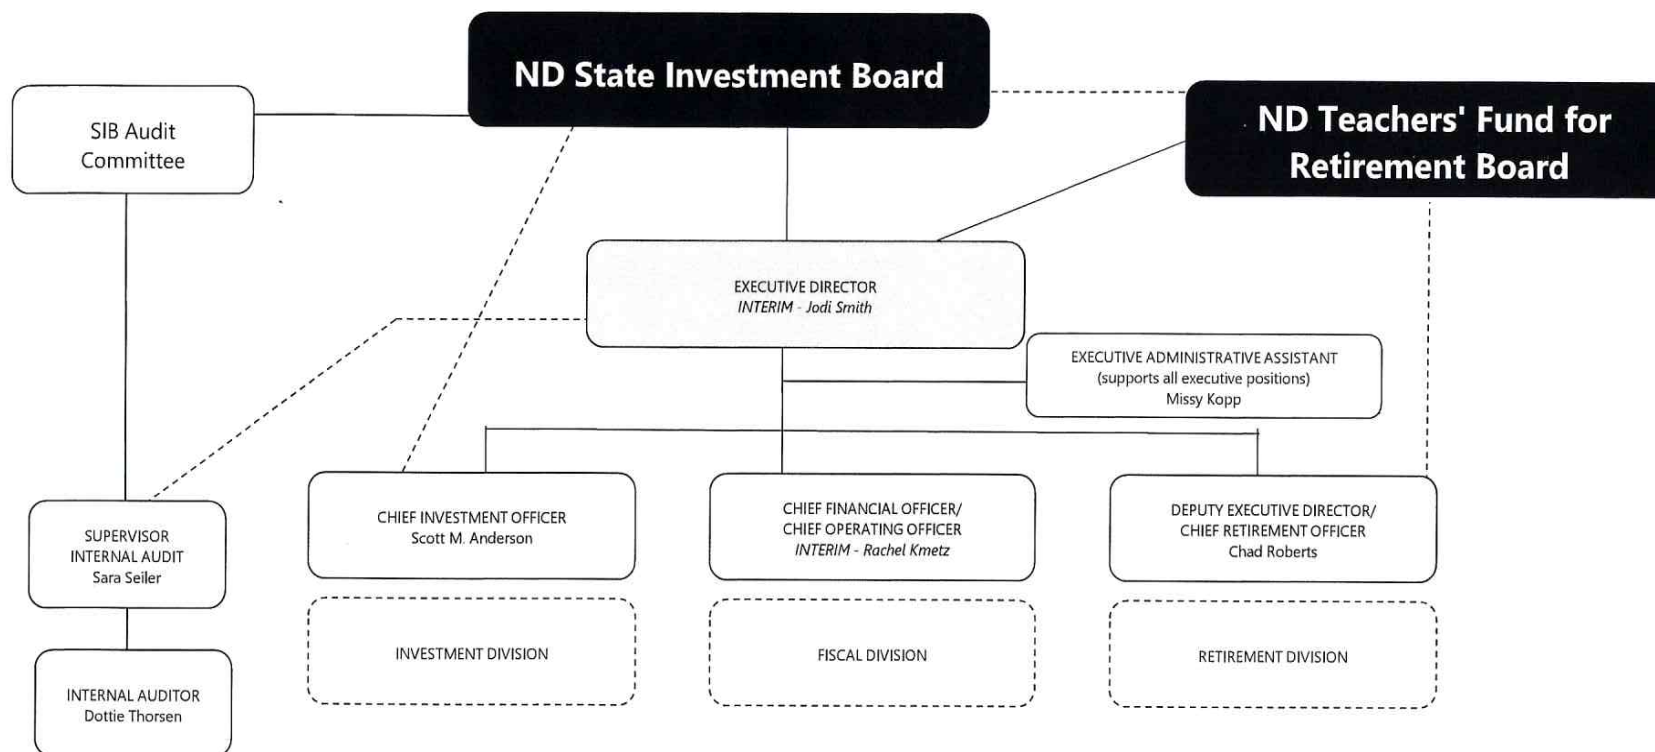 ND State Investment Board
ND Teachers' Fund for
Retirement Board
SIB Audit
Committee
EXECUTIVE DIRECTOR
INTERIM - Jodi Smith
EXECUTIVE ADMINISTRATIVE ASSISTANT
(supports all executive positions)
Missy Kopp
CHIEF INVESTMENT OFFICER
Scott M. Anderson
CHIEF FINANCIAL OFFICER/
CHIEF OPERATING OFFICER
INTERIM - Rachel Kmetz
DEPUTY EXECUTIVE DIRECTOR/
CHIEF RETIREMENT OFFICER
Chad Roberts
SUPERVISOR
INTERNAL AUDIT
Sara Seiler
INVESTMENT DIVISION
FISCAL DIVISION
RETIREMENT DIVISION
INTERNAL AUDITOR
Dottie Thorsen